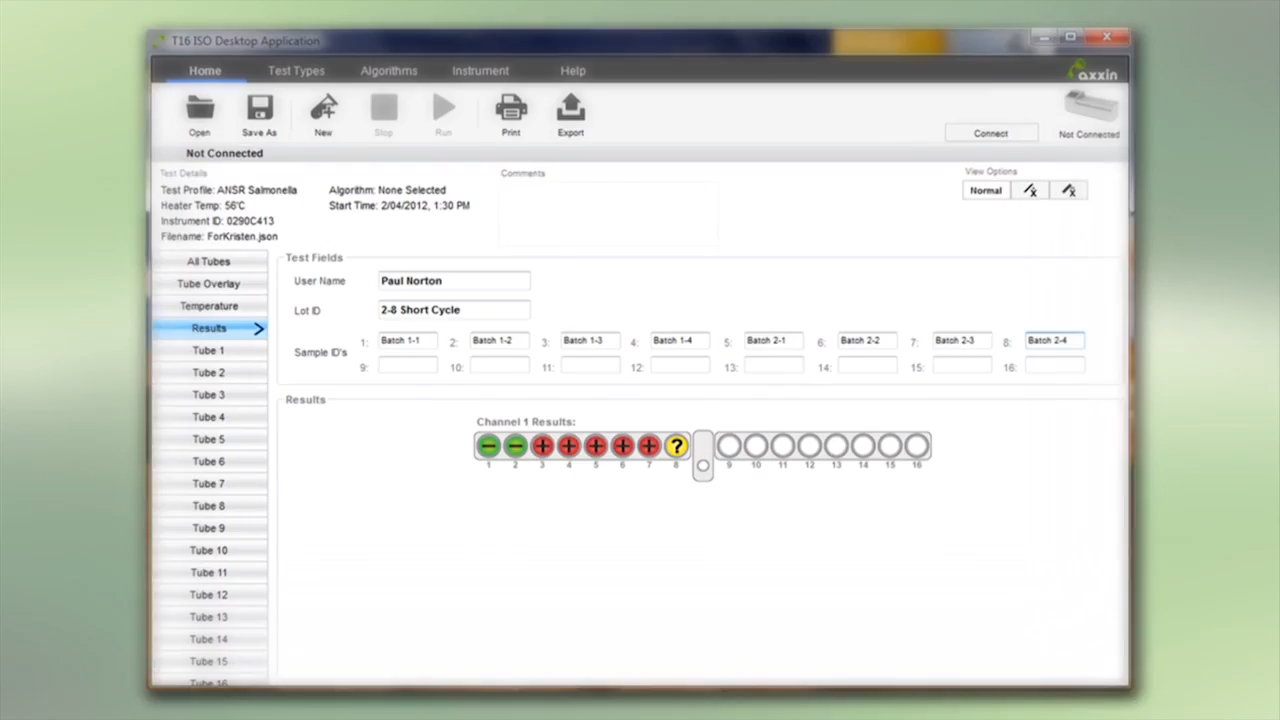 T16 ISO Desktop Application
Home Test Types Algorithms Instrument Help
axxin
Open Save As New Stop Run Print Export
Connect Not Connected
Not Connected
Test Details Comments View Options
Test Profile: ANSR Salmonella Algorithm: None Selected Normal
Heater Temp: 56°C Start Time: 2/04/2012, 1:30 PM
Instrument ID: 0290C413
Filename: ForKristen.json
All Tubes
Tube Overlay
Temperature
Results
Tube 1
Tube 2
Tube 3
Tube 4
Tube 5
Tube 6
Tube 7
Tube 8
Tube 9
Tube 10
Tube 11
Tube 12
Tube 13
Tube 14
Tube 15
Tube 16
Test Fields
User Name Paul Norton
Lot ID 2-8 Short Cycle
Sample ID's
1: Batch 1-1 2: Batch 1-2 3: Batch 1-3 4: Batch 1-4 5: Batch 2-1 6: Batch 2-2 7: Batch 2-3 8: Batch 2-4
9: 10: 11: 12: 13: 14: 15: 16:
Results
Channel 1 Results:
− − + + + + + ?
1 2 3 4 5 6 7 8 9 10 11 12 13 14 15 16